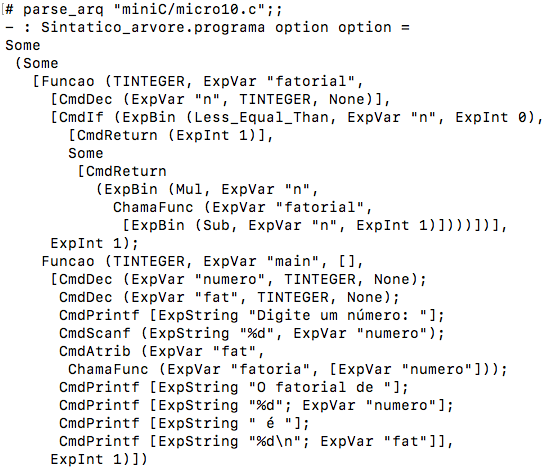 # parse_arq "miniC/micro10.c";;
- : Sintatico_arvore.programa option option =
Some
 (Some
   [Funcao (TINTEGER, ExpVar "fatorial",
     [CmdDec (ExpVar "n", TINTEGER, None)],
     [CmdIf (ExpBin (Less_Equal_Than, ExpVar "n", ExpInt 0),
       [CmdReturn (ExpInt 1)],
       Some
        [CmdReturn
          (ExpBin (Mul, ExpVar "n",
            ChamaFunc (ExpVar "fatorial",
             [ExpBin (Sub, ExpVar "n", ExpInt 1)])))])],
     ExpInt 1);
    Funcao (TINTEGER, ExpVar "main", [],
     [CmdDec (ExpVar "numero", TINTEGER, None);
      CmdDec (ExpVar "fat", TINTEGER, None);
      CmdPrintf [ExpString "Digite um número: "];
      CmdScanf (ExpString "%d", ExpVar "numero");
      CmdAtrib (ExpVar "fat",
       ChamaFunc (ExpVar "fatoria", [ExpVar "numero"]));
      CmdPrintf [ExpString "O fatorial de "];
      CmdPrintf [ExpString "%d"; ExpVar "numero"];
      CmdPrintf [ExpString " é "];
      CmdPrintf [ExpString "%d\n"; ExpVar "fat"]],
     ExpInt 1)])